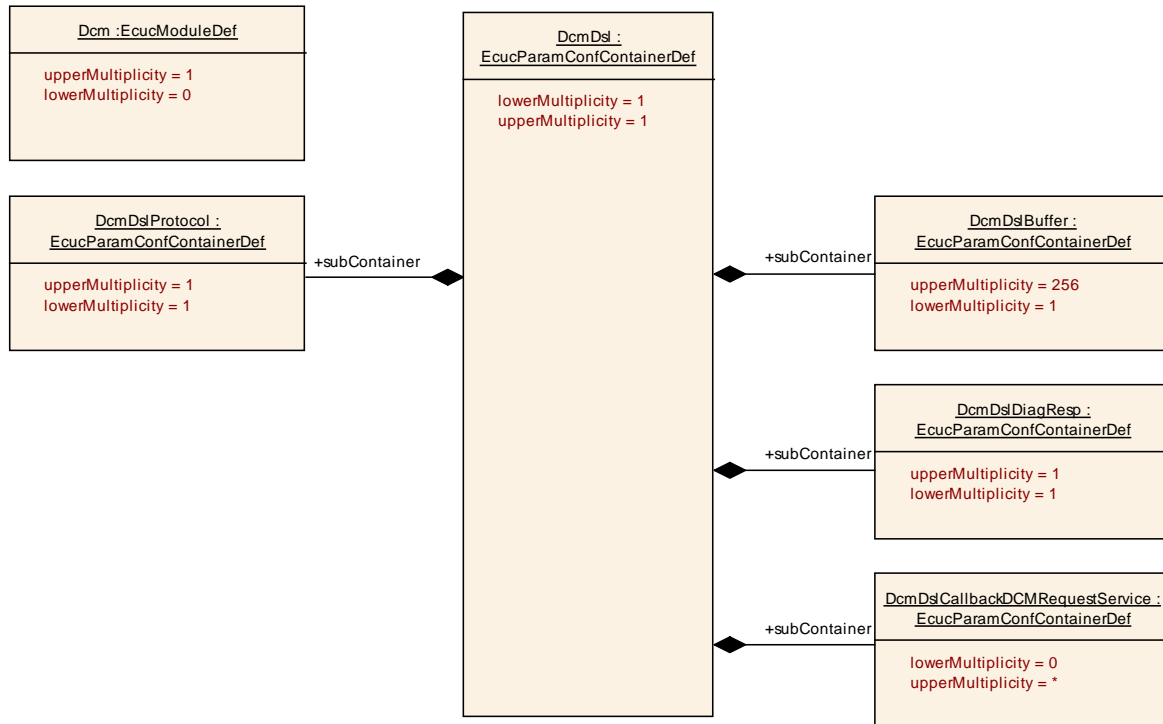 Dcm :EcucModuleDef
upperMultiplicity = 1
lowerMultiplicity = 0
DcmDslProtocol :
EcucParamConfContainerDef
upperMultiplicity = 1
lowerMultiplicity = 1
+subContainer
DcmDsl :
EcucParamConfContainerDef
lowerMultiplicity = 1
upperMultiplicity = 1
+subContainer
DcmDslBuffer :
EcucParamConfContainerDef
upperMultiplicity = 256
lowerMultiplicity = 1
+subContainer
DcmDslDiagResp :
EcucParamConfContainerDef
upperMultiplicity = 1
lowerMultiplicity = 1
+subContainer
DcmDslCallbackDCMRequestService :
EcucParamConfContainerDef
lowerMultiplicity = 0
upperMultiplicity = *